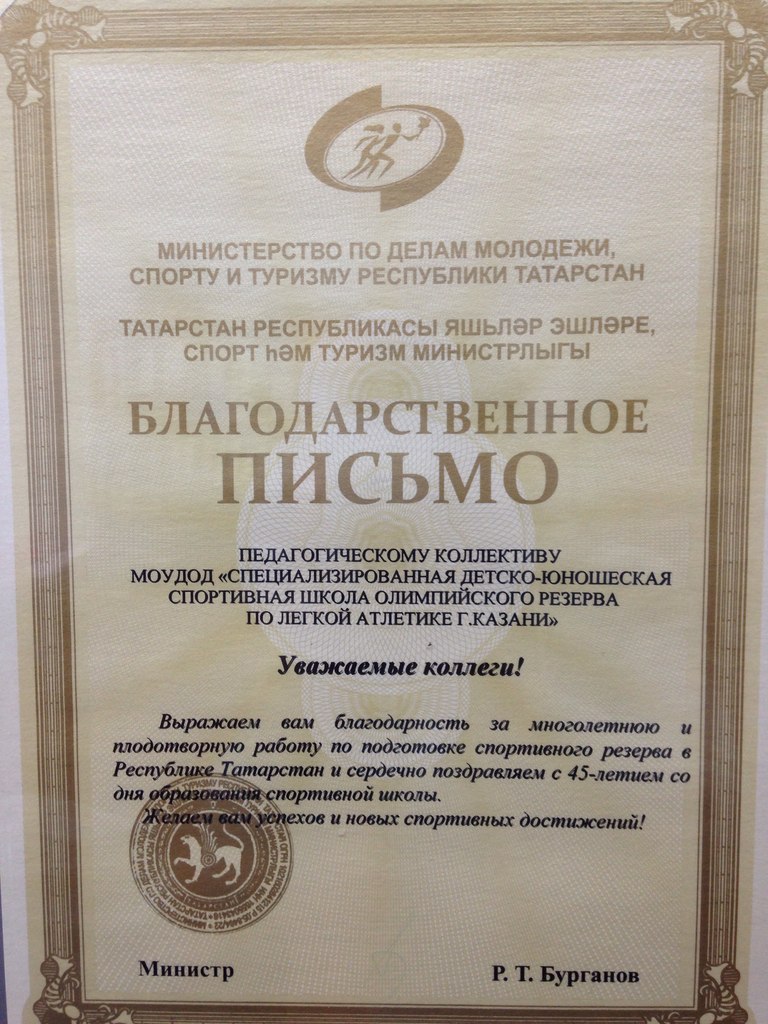 МИНИСТЕРСТВО ПО ДЕЛАМ МОЛОДЕЖИ,
СПОРТУ И ТУРИЗМУ РЕСПУБЛИКИ ТАТАРСТАН
ТАТАРСТАН РЕСПУБЛИКАСЫ ЯШЬЛӘР ЭШЛӘРЕ,
СПОРТ ҺӘМ ТУРИЗМ МИНИСТРЛЫГЫ
БЛАГОДАРСТВЕННОЕ
ПИСЬМО
ПЕДАГОГИЧЕСКОМУ КОЛЛЕКТИВУ
МОУДОД «СПЕЦИАЛИЗИРОВАННАЯ ДЕТСКО-ЮНОШЕСКАЯ
СПОРТИВНАЯ ШКОЛА ОЛИМПИЙСКОГО РЕЗЕРВА
ПО ЛЕГКОЙ АТЛЕТИКЕ Г.КАЗАНИ»
Уважаемые коллеги!
Выражаем вам благодарность за многолетнюю и
плодотворную работу по подготовке спортивного резерва в
Республике Татарстан и сердечно поздравляем с 45-летием со
дня образования спортивной школы.
Желаем вам успехов и новых спортивных достижений!
Министр
Р. Т. Бурганов